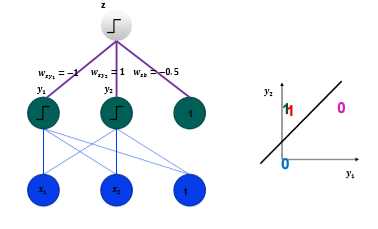 z
w_{zy_1} = −1   w_{zy_2} = 1   w_{zb} = −0.5
y_1   y_2
1
x_1   x_2   1
y_2
1 1   0
0
y_1